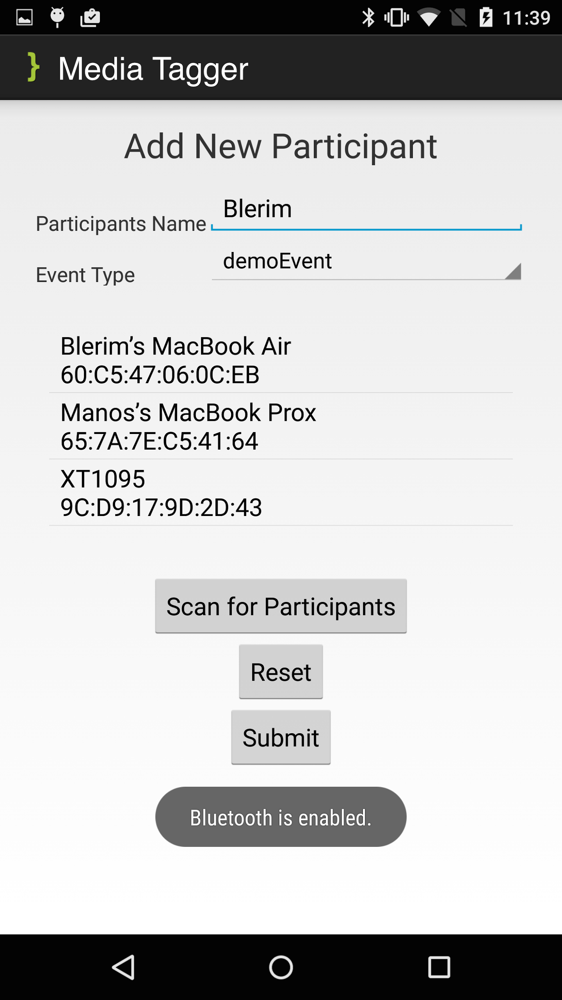 11:39
} Media Tagger
Add New Participant
Participants Name Blerim
Event Type demoEvent
Blerim’s MacBook Air
60:C5:47:06:0C:EB
Manos’s MacBook Prox
65:7A:7E:C5:41:64
XT1095
9C:D9:17:9D:2D:43
Scan for Participants
Reset
Submit
Bluetooth is enabled.